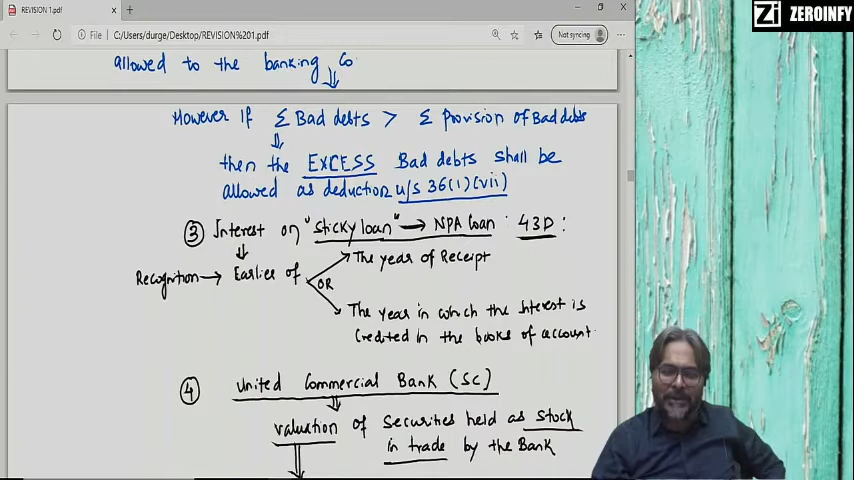 REVISION 1.pdf
File C:/Users/durge/Desktop/REVISION%201.pdf
Not syncing
Zi ZEROINFY
allowed to the banking Co
However If Σ Bad debts > Σ provision of Bad debts
then the EXCESS Bad debts shall be
allowed as deduction u/s 36(1)(vii)
③ Interest on "sticky loan" → NPA loan 43D:
Recognition → Earlier of The year of Receipt
OR
The year in which the Interest is
Credited in the books of account.
④ United Commercial Bank (SC)
valuation of securities held as stock
in trade by the Bank